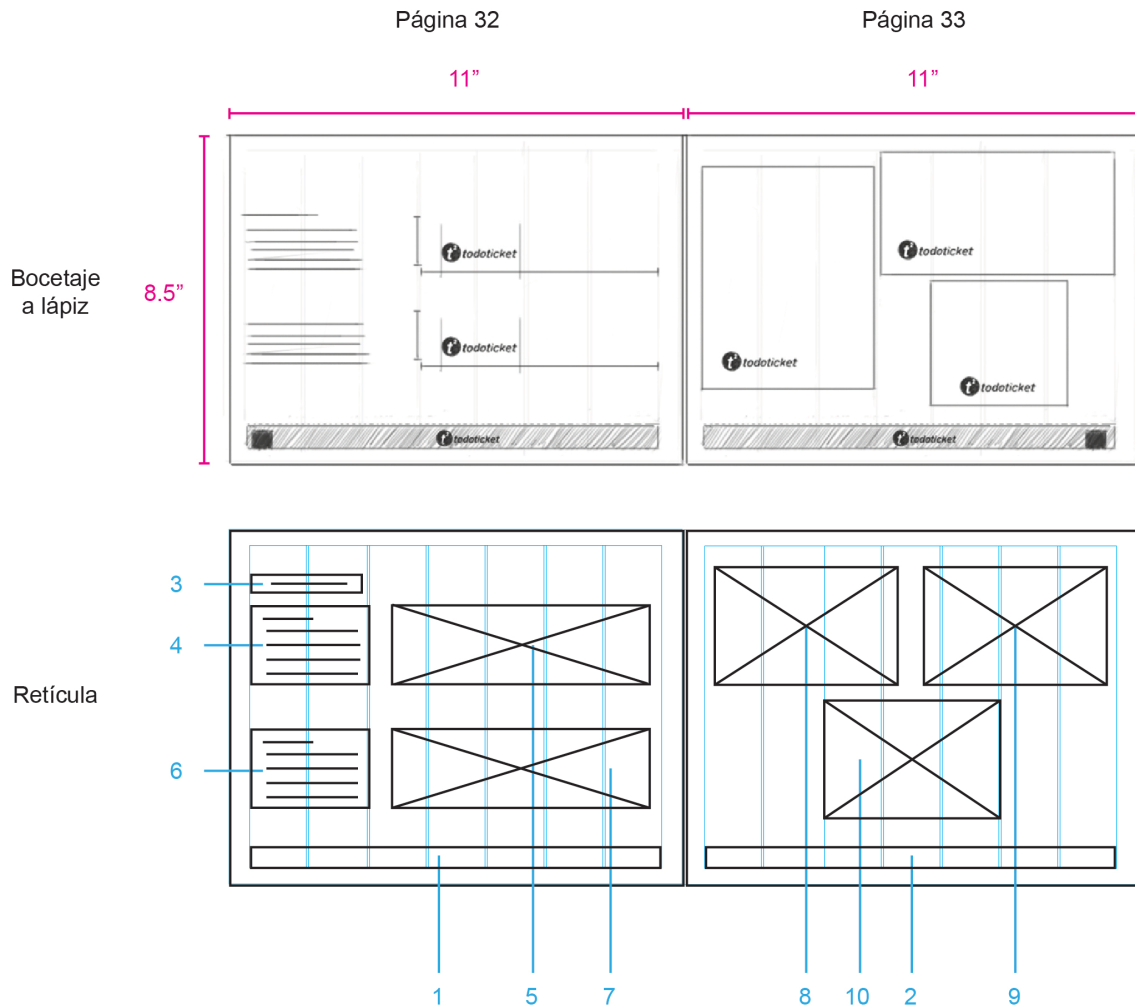 Página 32
Página 33
11”
11”
Bocetaje
a lápiz
8.5”
todoticket
todoticket
todoticket
todoticket
todoticket
todoticket
todoticket
Retícula
3
4
6
1
5
7
8
10
2
9